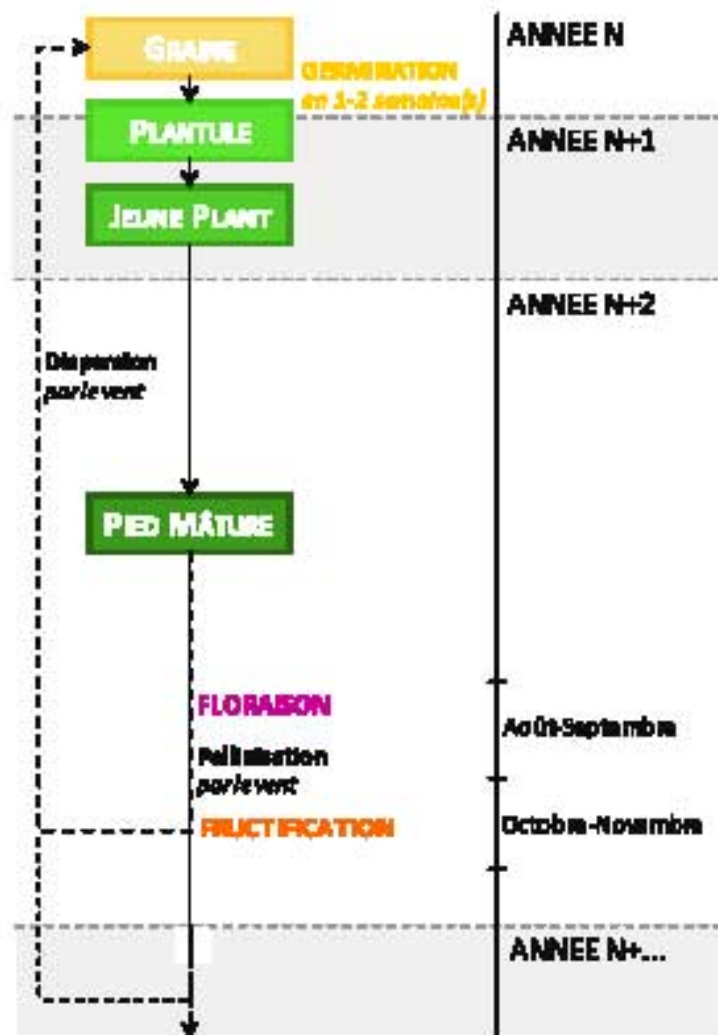 GRAINE
ANNEE N
GERMINATION
en 1-2 semaine(s)
PLANTULE
ANNEE N+1
JEUNE PLANT
ANNEE N+2
Dispersion
par le vent
PIED MÂTURE
FLORAISON
Août-Septembre
Pollinisation
par le vent
FRUCTIFICATION
Octobre-Novembre
ANNEE N+...